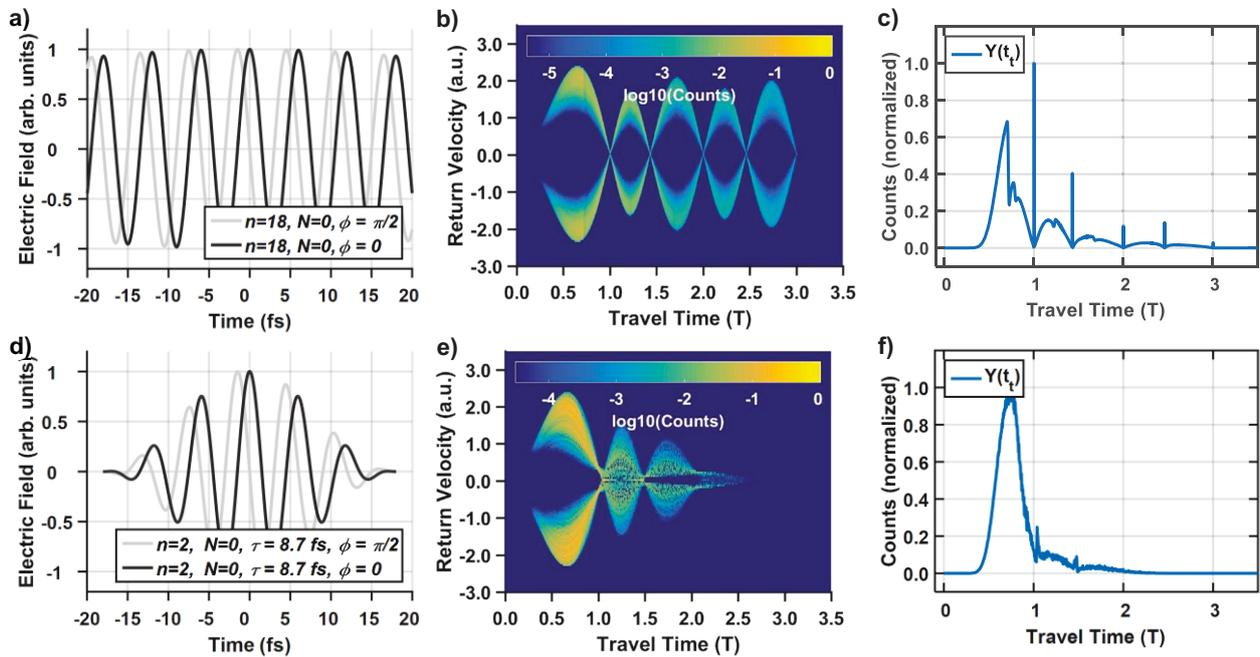 a)
Electric Field (arb. units)
1
0.5
0
-0.5
-1
n=18, N=0, ϕ = π/2
n=18, N=0, ϕ = 0
-20 -15 -10 -5 0 5 10 15 20
Time (fs)
b)
Return Velocity (a.u.)
3.0
2.0
1.0
0.0
-1.0
-2.0
-3.0
-5 -4 -3 -2 -1 0
log10(Counts)
0.0 0.5 1.0 1.5 2.0 2.5 3.0 3.5
Travel Time (T)
c)
Counts (normalized)
Y(t_t)
1.0
0.8
0.6
0.4
0.2
0.0
0 1 2 3
Travel Time (T)
d)
Electric Field (arb. units)
1
0.5
0
-0.5
-1
n=2, N=0, τ = 8.7 fs, ϕ = π/2
n=2, N=0, τ = 8.7 fs, ϕ = 0
-20 -15 -10 -5 0 5 10 15 20
Time (fs)
e)
Return Velocity (a.u.)
3.0
2.0
1.0
0.0
-1.0
-2.0
-3.0
-4 -3 -2 -1 0
log10(Counts)
0.0 0.5 1.0 1.5 2.0 2.5 3.0 3.5
Travel Time (T)
f)
Counts (normalized)
Y(t_t)
1.0
0.8
0.6
0.4
0.2
0.0
0 1 2 3
Travel Time (T)